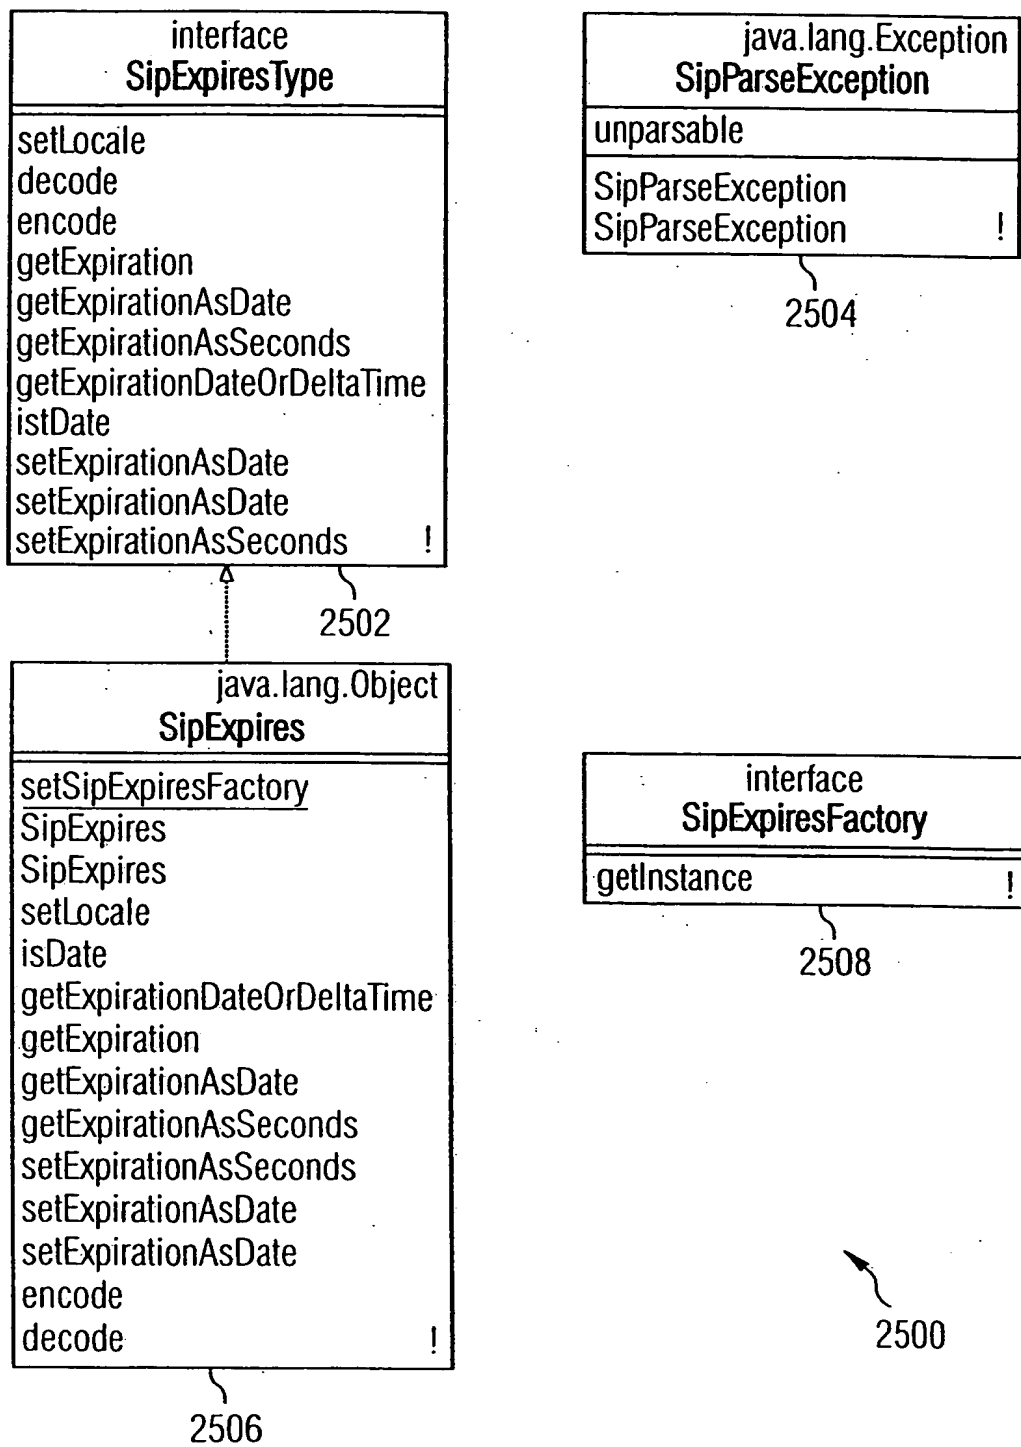 interface
SipExpiresType
setLocale
decode
encode
getExpiration
getExpirationAsDate
getExpirationAsSeconds
getExpirationDateOrDeltaTime
istDate
setExpirationAsDate
setExpirationAsDate
setExpirationAsSeconds !
2502
java.lang.Exception
SipParseException
unparsable
SipParseException
SipParseException !
2504
java.lang.Object
SipExpires
setSipExpiresFactory
SipExpires
SipExpires
setLocale
isDate
getExpirationDateOrDeltaTime
getExpiration
getExpirationAsDate
getExpirationAsSeconds
setExpirationAsSeconds
setExpirationAsDate
setExpirationAsDate
encode
decode !
2506
interface
SipExpiresFactory
getInstance !
2508
2500